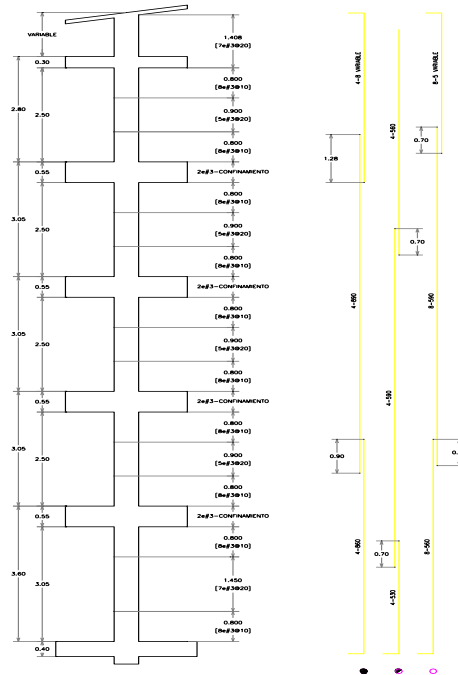 VARIABLE
0.30
2.80
2.50
0.55
3.05
2.50
0.55
3.05
2.50
0.55
3.05
2.50
0.55
3.60
3.05
0.40
1.408
[7e#3@20]
0.800
[8e#3@10]
0.900
[5e#3@20]
0.800
[8e#3@10]
2e#3-CONFINAMIENTO
0.800
[8e#3@10]
0.900
[5e#3@20]
0.800
[8e#3@10]
2e#3-CONFINAMIENTO
0.800
[8e#3@10]
0.900
[5e#3@20]
0.800
[8e#3@10]
2e#3-CONFINAMIENTO
0.800
[8e#3@10]
0.900
[5e#3@20]
0.800
[8e#3@10]
2e#3-CONFINAMIENTO
0.800
[8e#3@10]
1.450
[7e#3@20]
0.800
[8e#3@10]
4-8 VARIABLE
1.28
4-860
0.90
4-860
4-560
0.70
4-590
0.70
4-530
8-5 VARIABLE
0.70
8-590
8-560